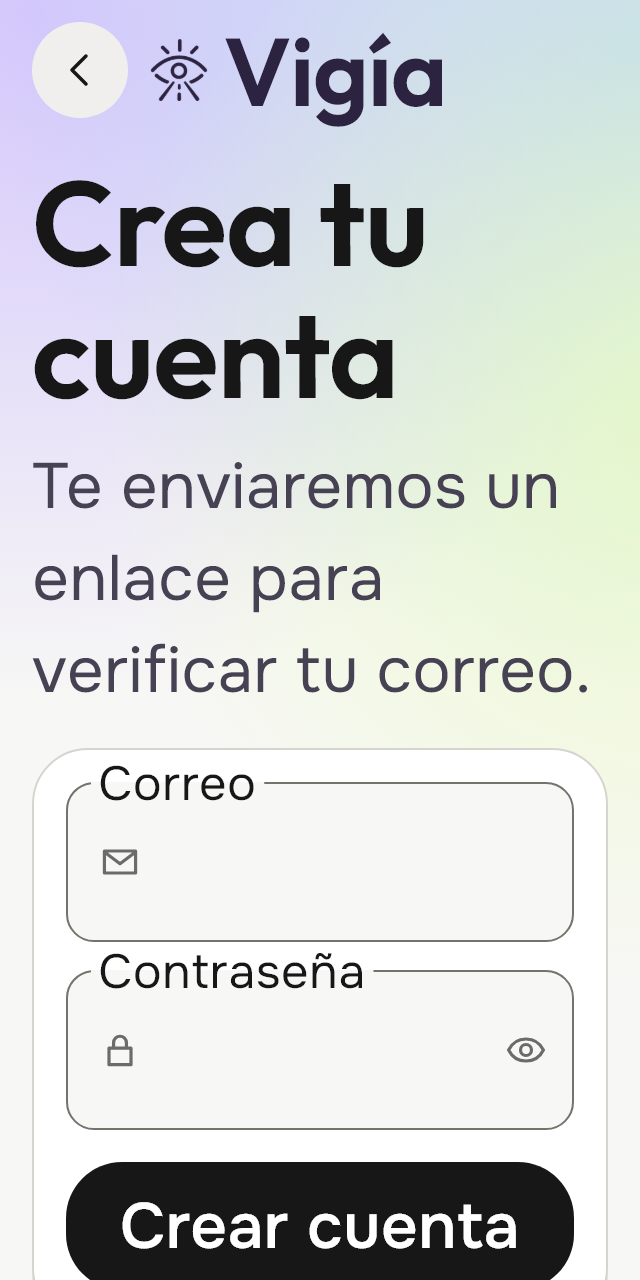 Vigía
Crea tu
cuenta
Te enviaremos un
enlace para
verificar tu correo.
Correo
Contraseña
Crear cuenta